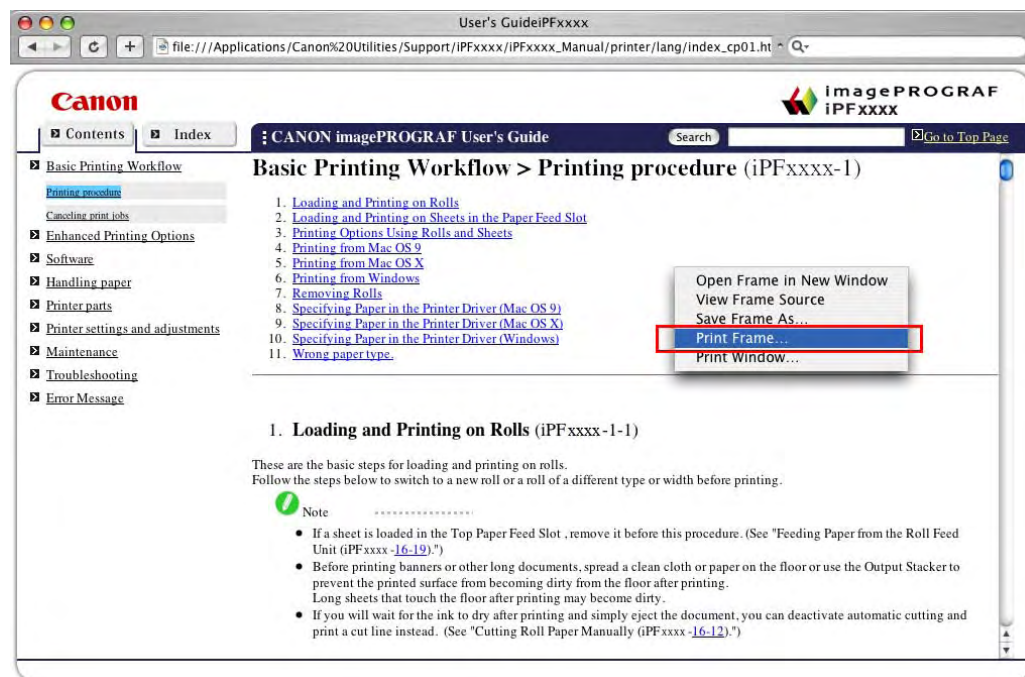 User's GuideiPFxxxx
file:///Applications/Canon%20Utilities/Support/iPFxxxx/iPFxxxx_Manual/printer/lang/index_cp01.ht
Canon
imagePROGRAF
iPFxxxx
Contents
Index
CANON imagePROGRAF User's Guide
Search
Go to Top Page
Basic Printing Workflow
Printing procedure
Canceling print jobs
Enhanced Printing Options
Software
Handling paper
Printer parts
Printer settings and adjustments
Maintenance
Troubleshooting
Error Message
Basic Printing Workflow > Printing procedure (iPFxxxx-1)
1. Loading and Printing on Rolls
2. Loading and Printing on Sheets in the Paper Feed Slot
3. Printing Options Using Rolls and Sheets
4. Printing from Mac OS 9
5. Printing from Mac OS X
6. Printing from Windows
7. Removing Rolls
8. Specifying Paper in the Printer Driver (Mac OS 9)
9. Specifying Paper in the Printer Driver (Mac OS X)
10. Specifying Paper in the Printer Driver (Windows)
11. Wrong paper type.
Open Frame in New Window
View Frame Source
Save Frame As...
Print Frame...
Print Window...
1. Loading and Printing on Rolls (iPFxxxx-1-1)
These are the basic steps for loading and printing on rolls.
Follow the steps below to switch to a new roll or a roll of a different type or width before printing.
Note
• If a sheet is loaded in the Top Paper Feed Slot , remove it before this procedure. (See "Feeding Paper from the Roll Feed
Unit (iPFxxxx -16-19).")
• Before printing banners or other long documents, spread a clean cloth or paper on the floor or use the Output Stacker to
prevent the printed surface from becoming dirty from the floor after printing.
Long sheets that touch the floor after printing may become dirty.
• If you will wait for the ink to dry after printing and simply eject the document, you can deactivate automatic cutting and
print a cut line instead. (See "Cutting Roll Paper Manually (iPFxxxx -16-12).")